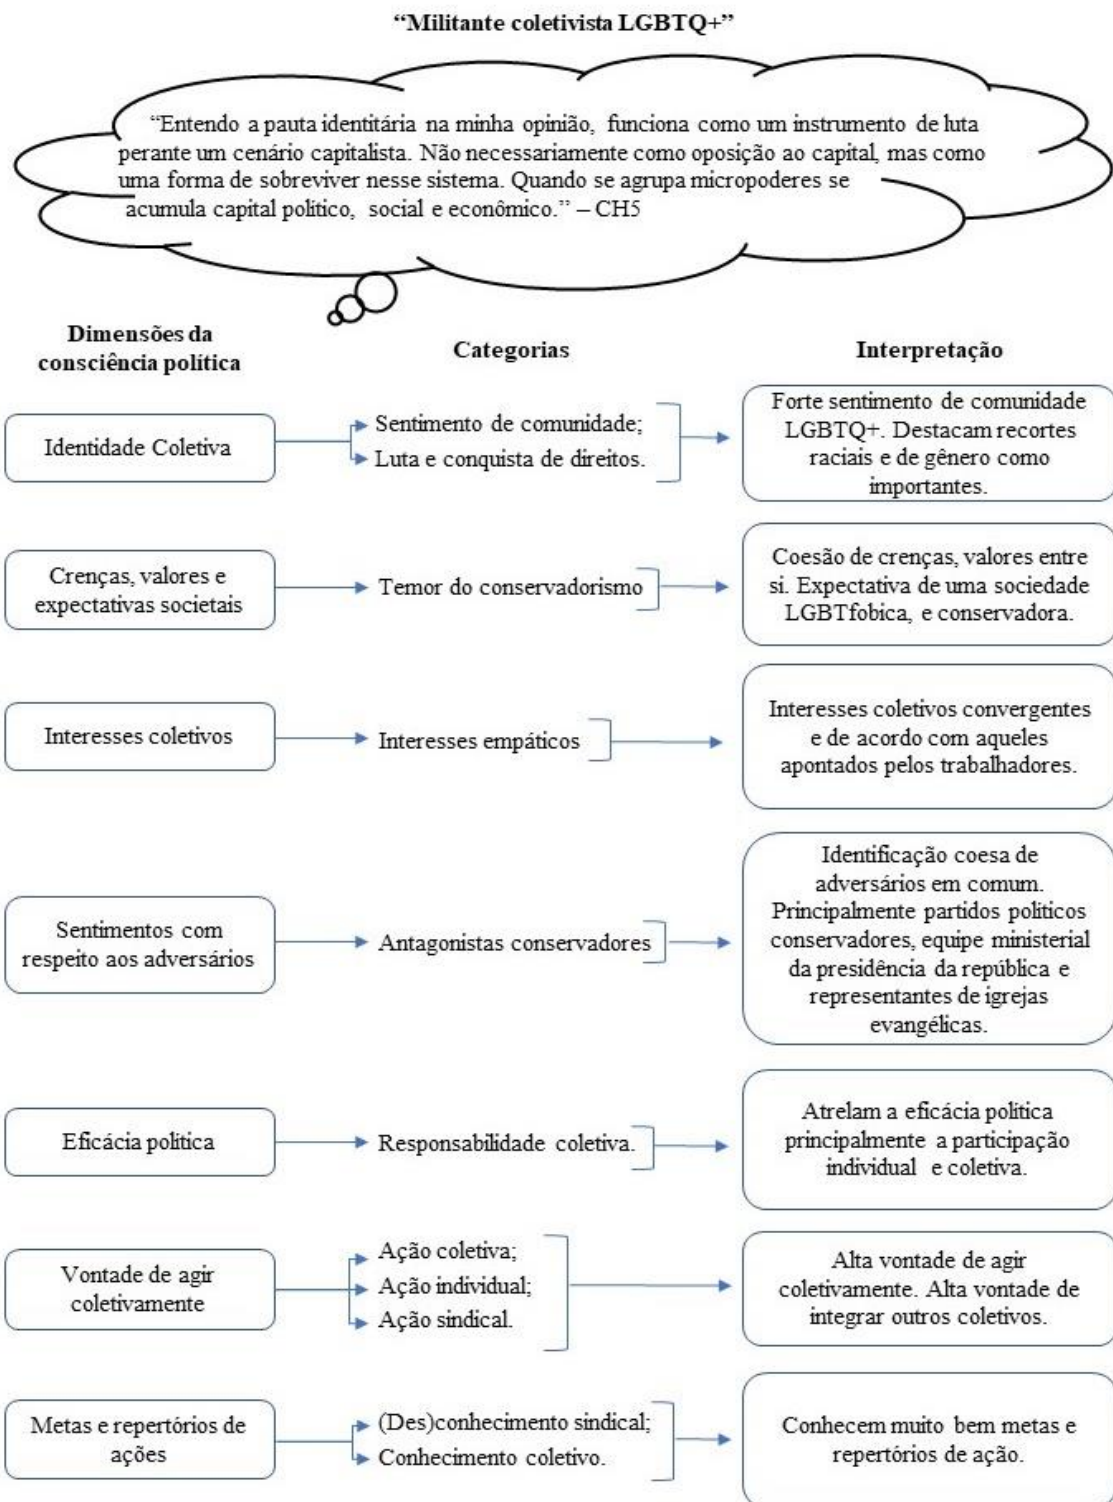 “Militante coletivista LGBTQ+”
“Entendo a pauta identitária na minha opinião, funciona como um instrumento de luta
perante um cenário capitalista. Não necessariamente como oposição ao capital, mas como
uma forma de sobreviver nesse sistema. Quando se agrupa micropoderes se
acumula capital político, social e econômico.” – CH5
Dimensões da
consciência política
Categorias
Interpretação
Identidade Coletiva
Sentimento de comunidade;
Luta e conquista de direitos.
Forte sentimento de comunidade
LGBTQ+. Destacam recortes
raciais e de gênero como
importantes.
Crenças, valores e
expectativas societais
Temor do conservadorismo
Coesão de crenças, valores entre
si. Expectativa de uma sociedade
LGBTfobica, e conservadora.
Interesses coletivos
Interesses empáticos
Interesses coletivos convergentes
e de acordo com aqueles
apontados pelos trabalhadores.
Sentimentos com
respeito aos adversários
Antagonistas conservadores
Identificação coesa de
adversários em comum.
Principalmente partidos políticos
conservadores, equipe ministerial
da presidência da república e
representantes de igrejas
evangélicas.
Eficácia política
Responsabilidade coletiva.
Atrelam a eficácia política
principalmente a participação
individual e coletiva.
Vontade de agir
coletivamente
Ação coletiva;
Ação individual;
Ação sindical.
Alta vontade de agir
coletivamente. Alta vontade de
integrar outros coletivos.
Metas e repertórios de
ações
(Des)conhecimento sindical;
Conhecimento coletivo.
Conhecem muito bem metas e
repertórios de ação.